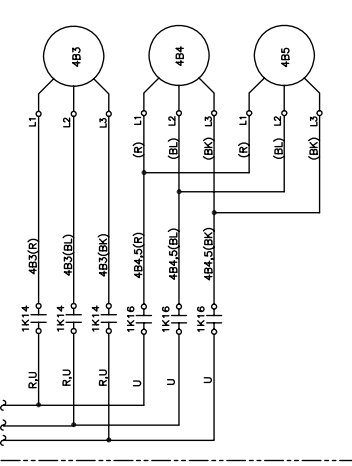 4B3
4B4
4B5
L1
L2
L3
L1
L2
L3
L1
L2
L3
(R)
(BL)
(BK)
(R)
(BL)
(BK)
4B3(R)
4B3(BL)
4B3(BK)
4B4,5(R)
4B4,5(BL)
4B4,5(BK)
1K14
1K14
1K14
1K16
1K16
1K16
R,U
R,U
R,U
U
U
U